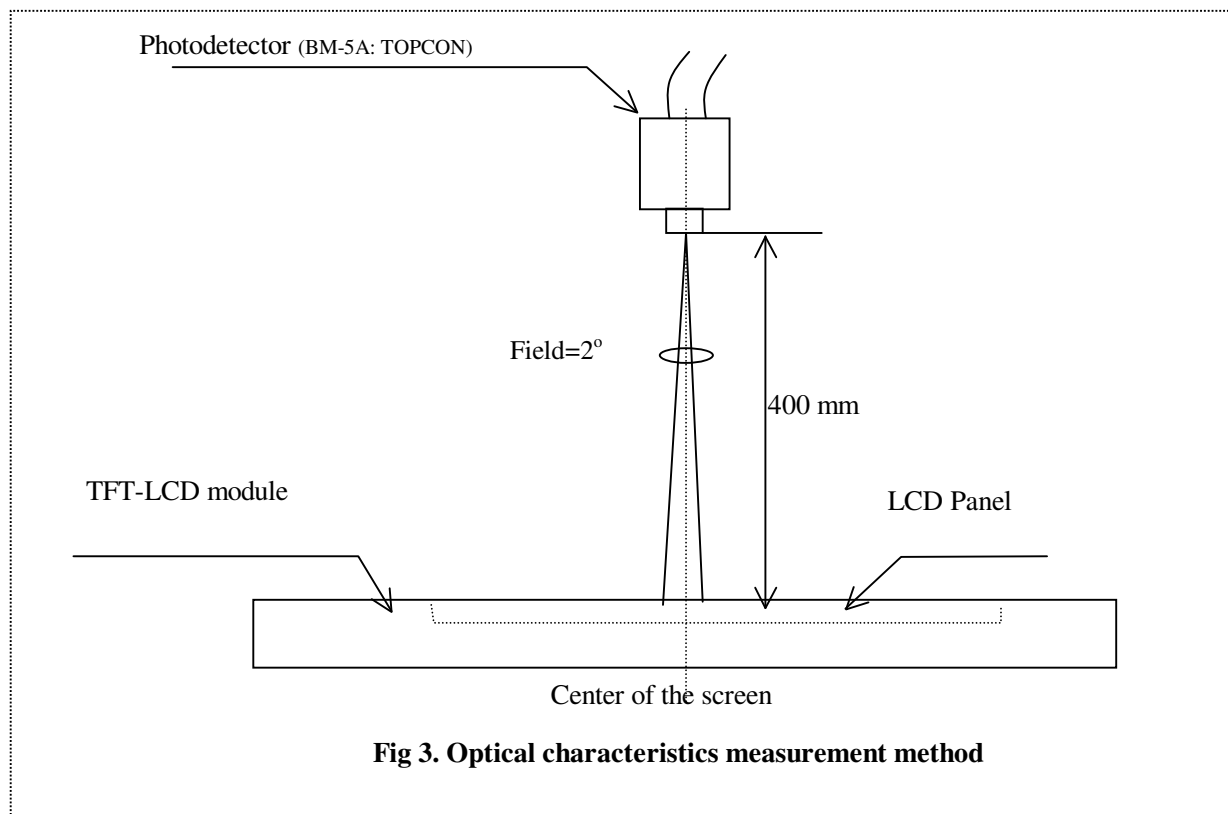 Photodetector (BM-5A: TOPCON)
Field=2°
400 mm
TFT-LCD module
LCD Panel
Center of the screen
Fig 3. Optical characteristics measurement method